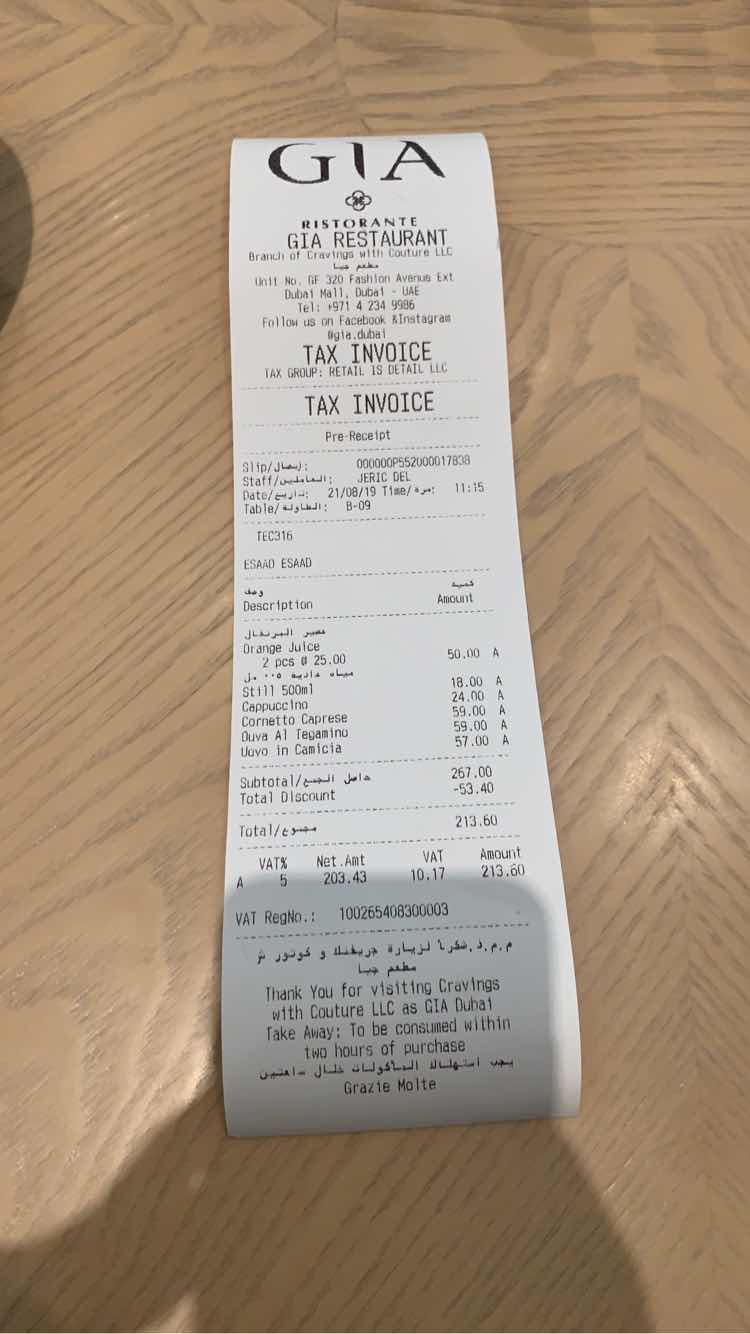 GIA
RISTORANTE
GIA RESTAURANT
Branch of Cravings with Couture LLC
مطعم جيا
Unit No. GF 320 Fashion Avenue Ext
Dubai Mall, Dubai - UAE
Tel: +971 4 234 9986
Follow us on Facebook &Instagram
@gia.dubai
TAX INVOICE
TAX GROUP: RETAIL IS DETAIL LLC
TAX INVOICE
Pre-Receipt
Slip/ 000000P552000017838
Staff/ JERIC DEL
Date/ 21/08/19 Time/ 11:15
Table/الطاولة: B-09
TEC316
ESAAD ESAAD
وصف كمية
Description Amount
عصير البرتقال
Orange Juice
2 pcs @ 25.00 50.00 A
مياه عادية ٥٠٠ مل
Still 500ml 18.00 A
Cappuccino 24.00 A
Cornetto Caprese 59.00 A
Ouva Al Tegamino 59.00 A
Uovo in Camicia 57.00 A
Subtotal/حاصل الجمع 267.00
Total Discount -53.40
Total/مجموع 213.60
VAT% Net.Amt VAT Amount
A 5 203.43 10.17 213.60
VAT RegNo.: 100265408300003
لزيارة و كوتور
مطعم جيا
Thank You for visiting Cravings
with Couture LLC as GIA Dubai
Take Away: To be consumed within
two hours of purchase
يجب استهلاك المأكولات خلال ساعتين
Grazie Molte